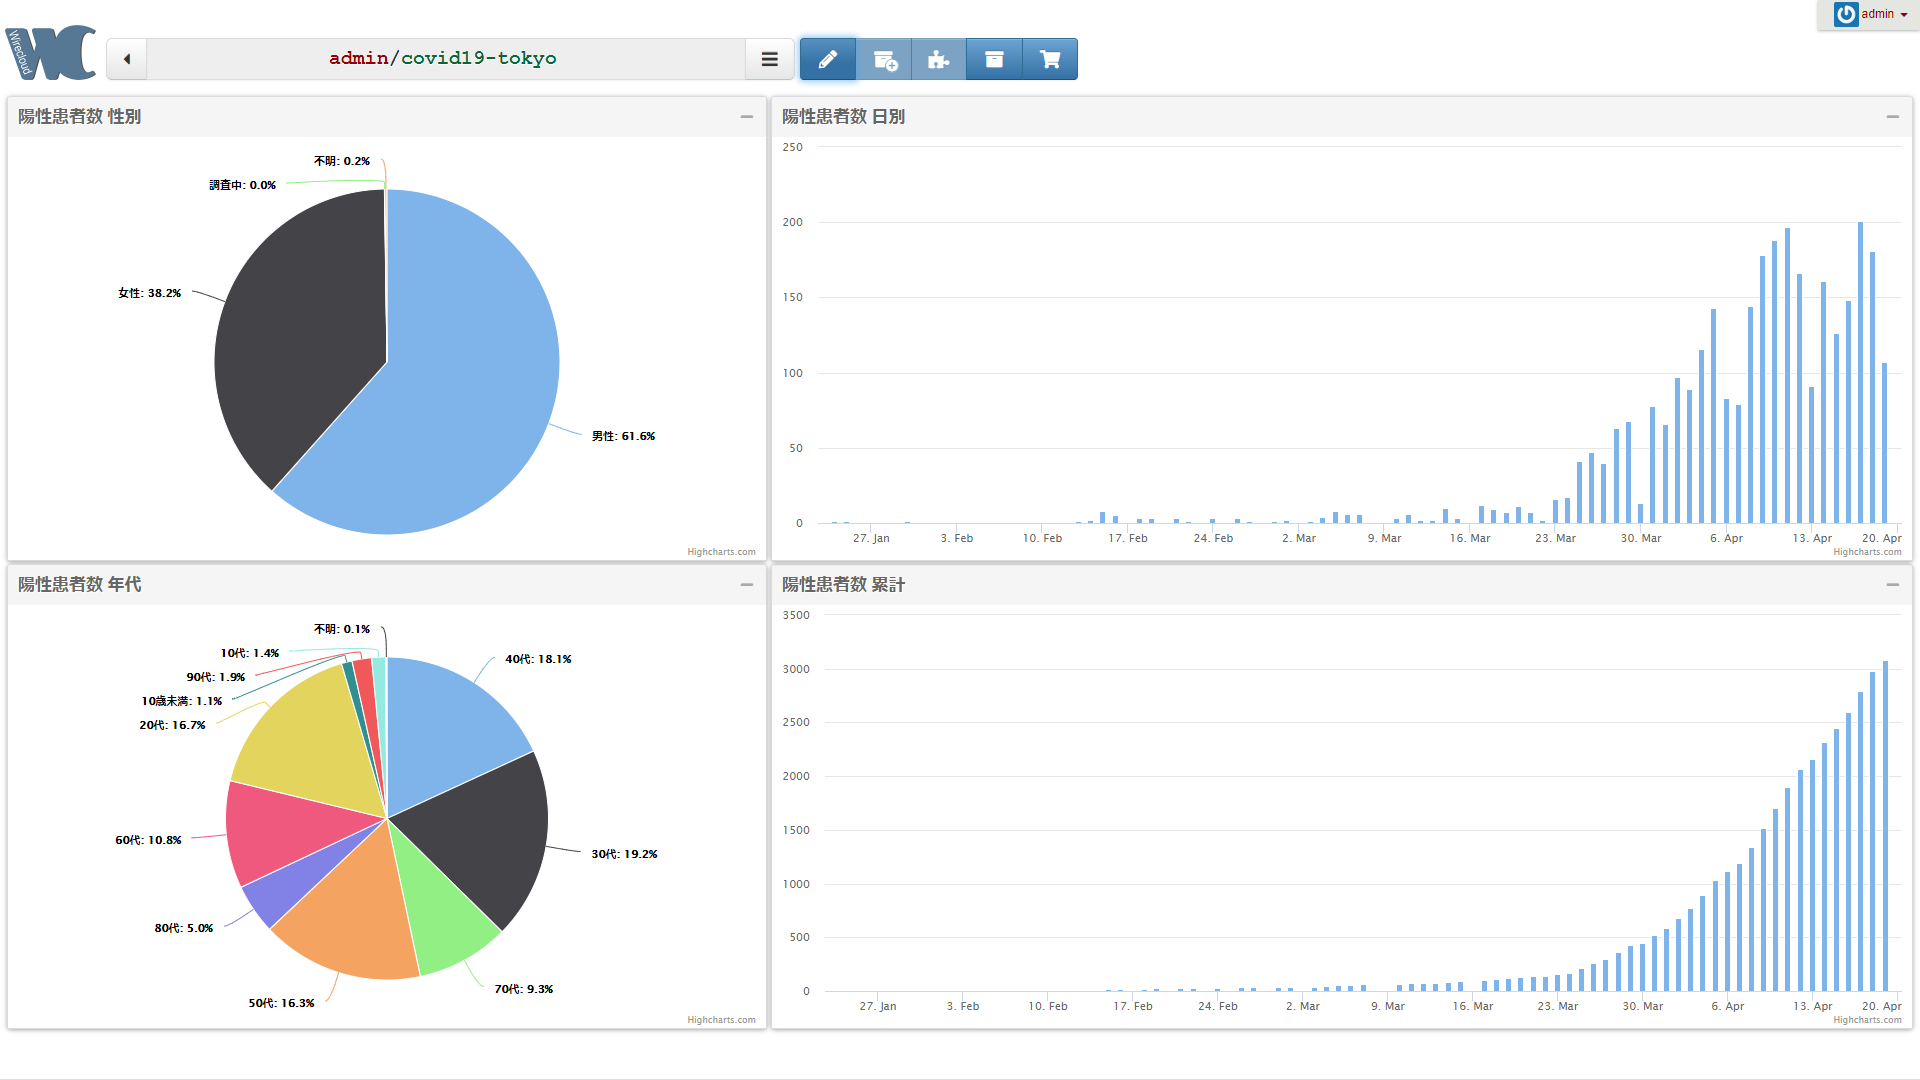 admin
Wirecloud
WC
admin/covid19-tokyo
陽性患者数 性別
不明: 0.2%
調査中: 0.0%
女性: 38.2%
男性: 61.6%
Highcharts.com
陽性患者数 日別
250
200
150
100
50
0
27. Jan 3. Feb 10. Feb 17. Feb 24. Feb 2. Mar 9. Mar 16. Mar 23. Mar 30. Mar 6. Apr 13. Apr 20. Apr
Highcharts.com
陽性患者数 年代
不明: 0.1%
10代: 1.4%
40代: 18.1%
90代: 1.9%
10歳未満: 1.1%
20代: 16.7%
60代: 10.8%
30代: 19.2%
80代: 5.0%
70代: 9.3%
50代: 16.3%
Highcharts.com
陽性患者数 累計
3500
3000
2500
2000
1500
1000
500
0
27. Jan 3. Feb 10. Feb 17. Feb 24. Feb 2. Mar 9. Mar 16. Mar 23. Mar 30. Mar 6. Apr 13. Apr 20. Apr
Highcharts.com